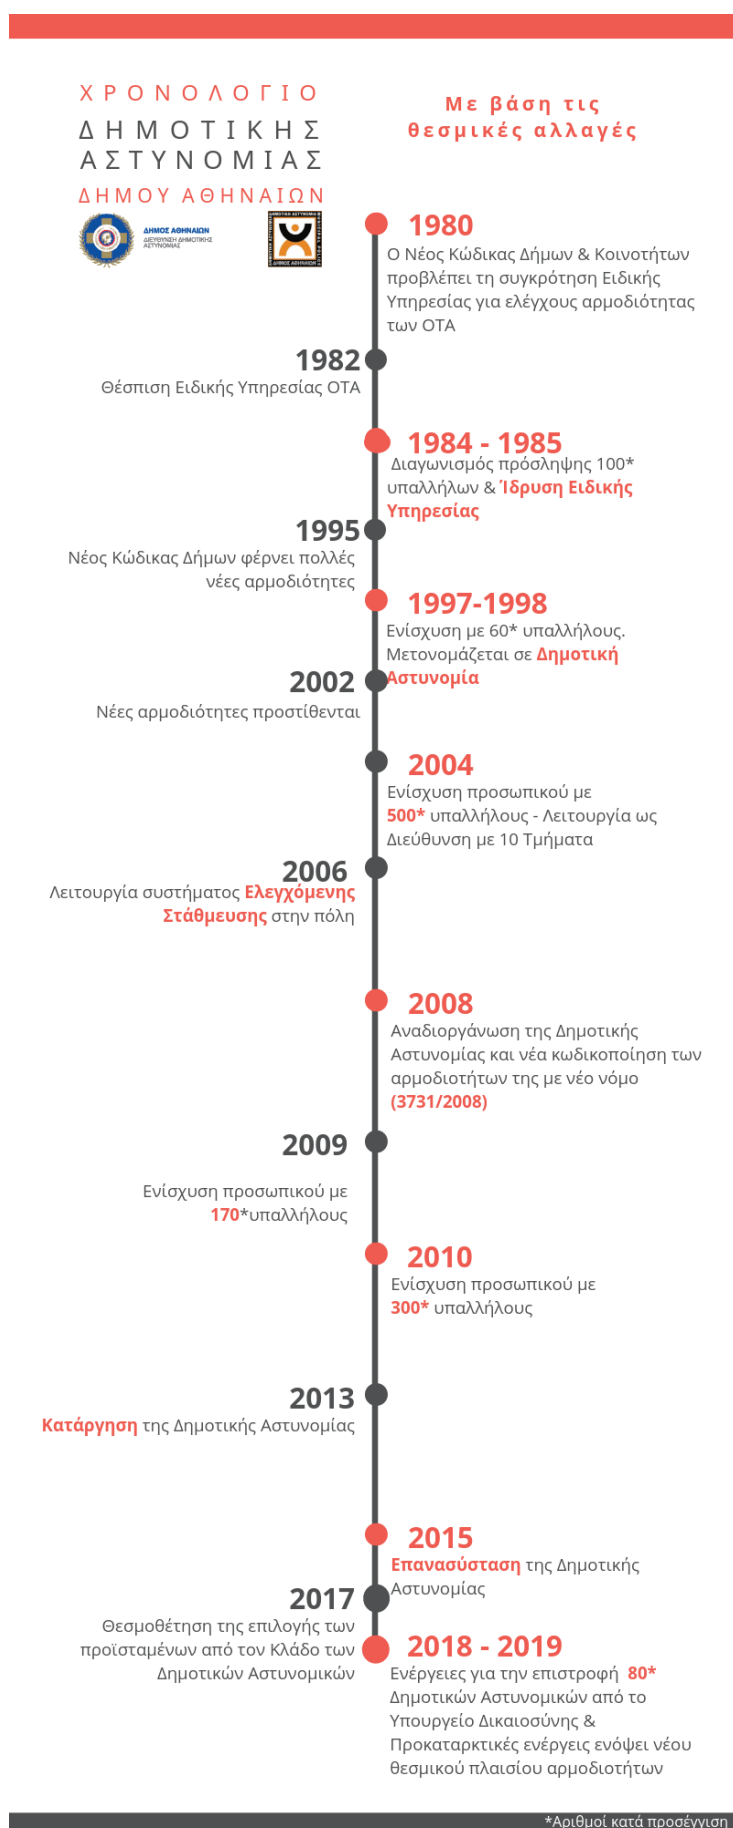 ΧΡΟΝΟΛΟΓΙΟ
ΔΗΜΟΤΙΚΗΣ
ΑΣΤΥΝΟΜΙΑΣ
ΔΗΜΟΥ ΑΘΗΝΑΙΩΝ
ΔΗΜΟΣ ΑΘΗΝΑΙΩΝ
ΔΙΕΥΘΥΝΣΗ ΔΗΜΟΤΙΚΗΣ
ΑΣΤΥΝΟΜΙΑΣ
Με βάση τις
θεσμικές αλλαγές
1980
Ο Νέος Κώδικας Δήμων & Κοινοτήτων
προβλέπει τη συγκρότηση Ειδικής
Υπηρεσίας για ελέγχους αρμοδιότητας
των ΟΤΑ
1982
Θέσπιση Ειδικής Υπηρεσίας ΟΤΑ
1984 - 1985
Διαγωνισμός πρόσληψης 100*
υπαλλήλων & Ίδρυση Ειδικής
Υπηρεσίας
1995
Νέος Κώδικας Δήμων φέρνει πολλές
νέες αρμοδιότητες
1997-1998
Ενίσχυση με 60* υπαλλήλους.
Μετονομάζεται σε Δημοτική
Αστυνομία
2002
Νέες αρμοδιότητες προστίθενται
2004
Ενίσχυση προσωπικού με
500* υπαλλήλους - Λειτουργία ως
Διεύθυνση με 10 Τμήματα
2006
Λειτουργία συστήματος Ελεγχόμενης
Στάθμευσης στην πόλη
2008
Αναδιοργάνωση της Δημοτικής
Αστυνομίας και νέα κωδικοποίηση των
αρμοδιοτήτων της με νέο νόμο
(3731/2008)
2009
Ενίσχυση προσωπικού με
170*υπαλλήλους
2010
Ενίσχυση προσωπικού με
300* υπαλλήλους
2013
Κατάργηση της Δημοτικής Αστυνομίας
2015
Επανασύσταση της Δημοτικής
Αστυνομίας
2017
Θεσμοθέτηση της επιλογής των
προϊσταμένων από τον Κλάδο των
Δημοτικών Αστυνομικών
2018 - 2019
Ενέργειες για την επιστροφή 80*
Δημοτικών Αστυνομικών από το
Υπουργείο Δικαιοσύνης &
Προκαταρκτικές ενέργεις ενόψει νέου
θεσμικού πλαισίου αρμοδιοτήτων
*Αριθμοί κατά προσέγγιση